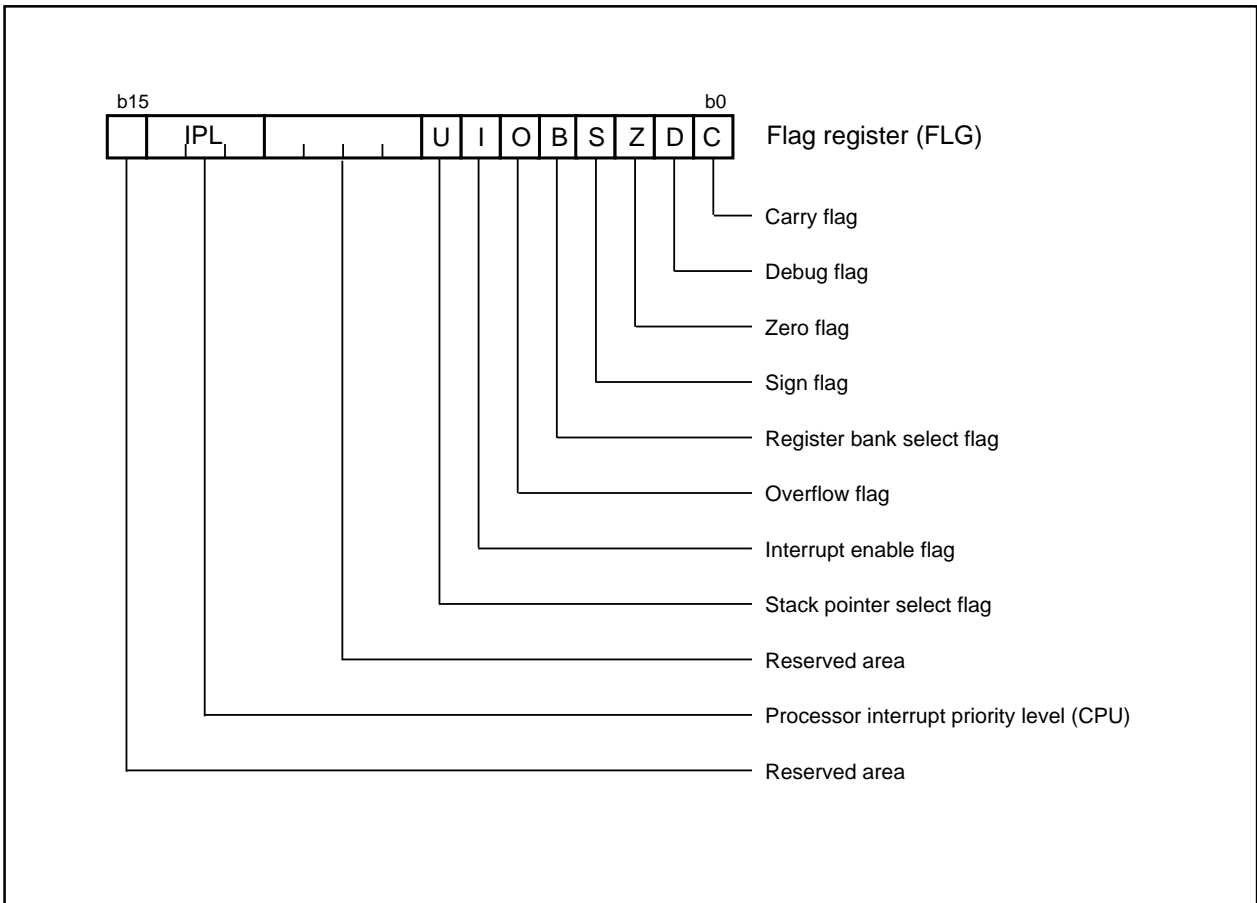 b15 b0
IPL U I O B S Z D C Flag register (FLG)
Carry flag
Debug flag
Zero flag
Sign flag
Register bank select flag
Overflow flag
Interrupt enable flag
Stack pointer select flag
Reserved area
Processor interrupt priority level (CPU)
Reserved area